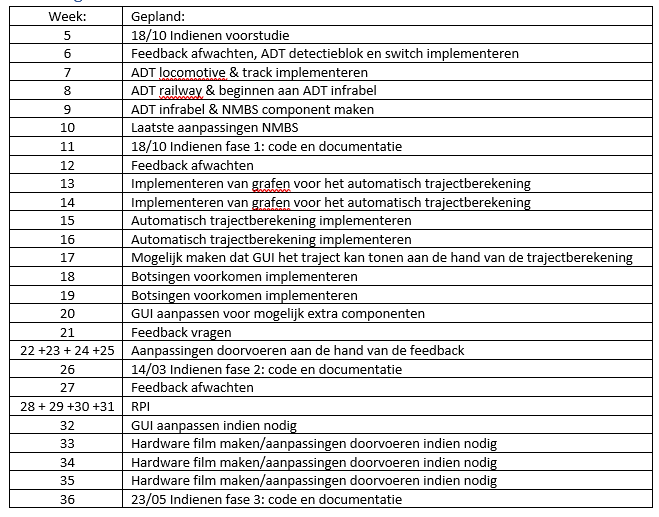 Week: Gepland:
5 18/10 Indienen voorstudie
6 Feedback afwachten, ADT detectieblok en switch implementeren
7 ADT locomotive & track implementeren
8 ADT railway & beginnen aan ADT infrabel
9 ADT infrabel & NMBS component maken
10 Laatste aanpassingen NMBS
11 18/10 Indienen fase 1: code en documentatie
12 Feedback afwachten
13 Implementeren van grafen voor het automatisch trajectberekening
14 Implementeren van grafen voor het automatisch trajectberekening
15 Automatisch trajectberekening implementeren
16 Automatisch trajectberekening implementeren
17 Mogelijk maken dat GUI het traject kan tonen aan de hand van de trajectberekening
18 Botsingen voorkomen implementeren
19 Botsingen voorkomen implementeren
20 GUI aanpassen voor mogelijk extra componenten
21 Feedback vragen
22 +23 + 24 +25 Aanpassingen doorvoeren aan de hand van de feedback
26 14/03 Indienen fase 2: code en documentatie
27 Feedback afwachten
28 + 29 +30 +31 RPI
32 GUI aanpassen indien nodig
33 Hardware film maken/aanpassingen doorvoeren indien nodig
34 Hardware film maken/aanpassingen doorvoeren indien nodig
35 Hardware film maken/aanpassingen doorvoeren indien nodig
36 23/05 Indienen fase 3: code en documentatie